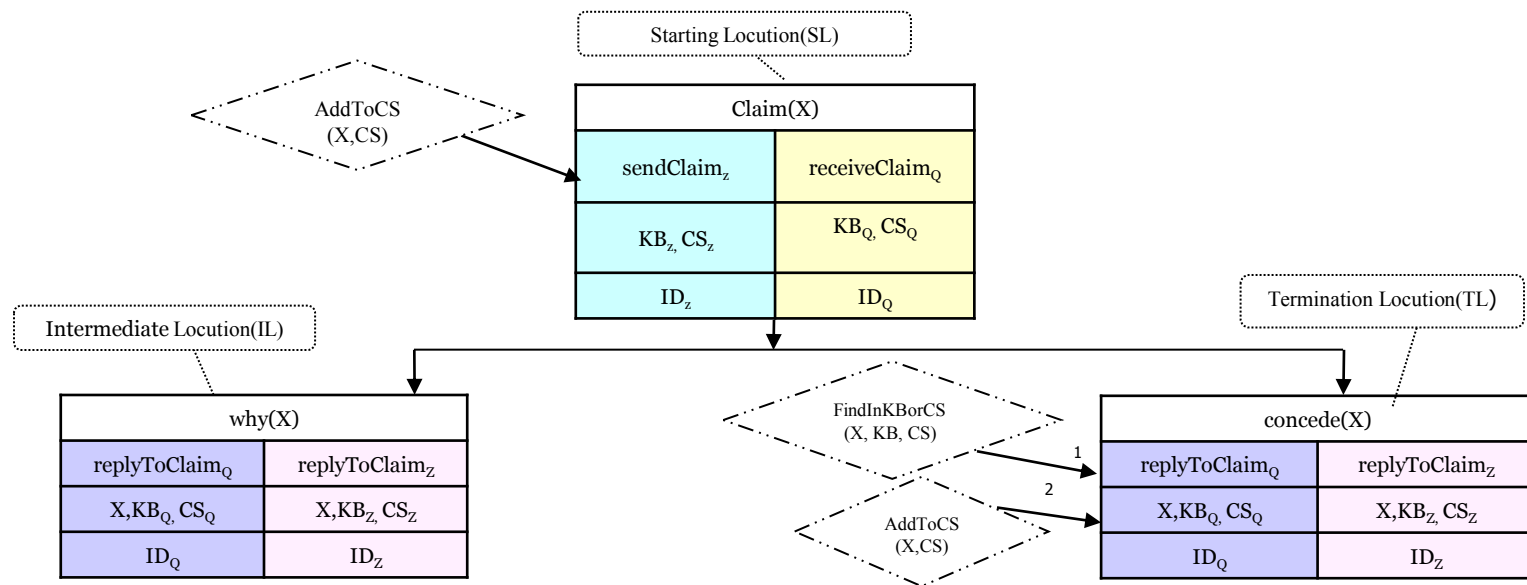 Starting Locution(SL)
AddToCS
(X,CS)
Claim(X)
sendClaimz receiveClaimQ
KBz, CSz KBQ, CSQ
IDz IDQ
Intermediate Locution(IL)
Termination Locution(TL)
why(X)
replyToClaimQ replyToClaimZ
X,KBQ, CSQ X,KBZ, CSZ
IDQ IDZ
FindInKBorCS
(X, KB, CS)
1
2
AddToCS
(X,CS)
concede(X)
replyToClaimQ replyToClaimZ
X,KBQ, CSQ X,KBZ, CSZ
IDQ IDZ